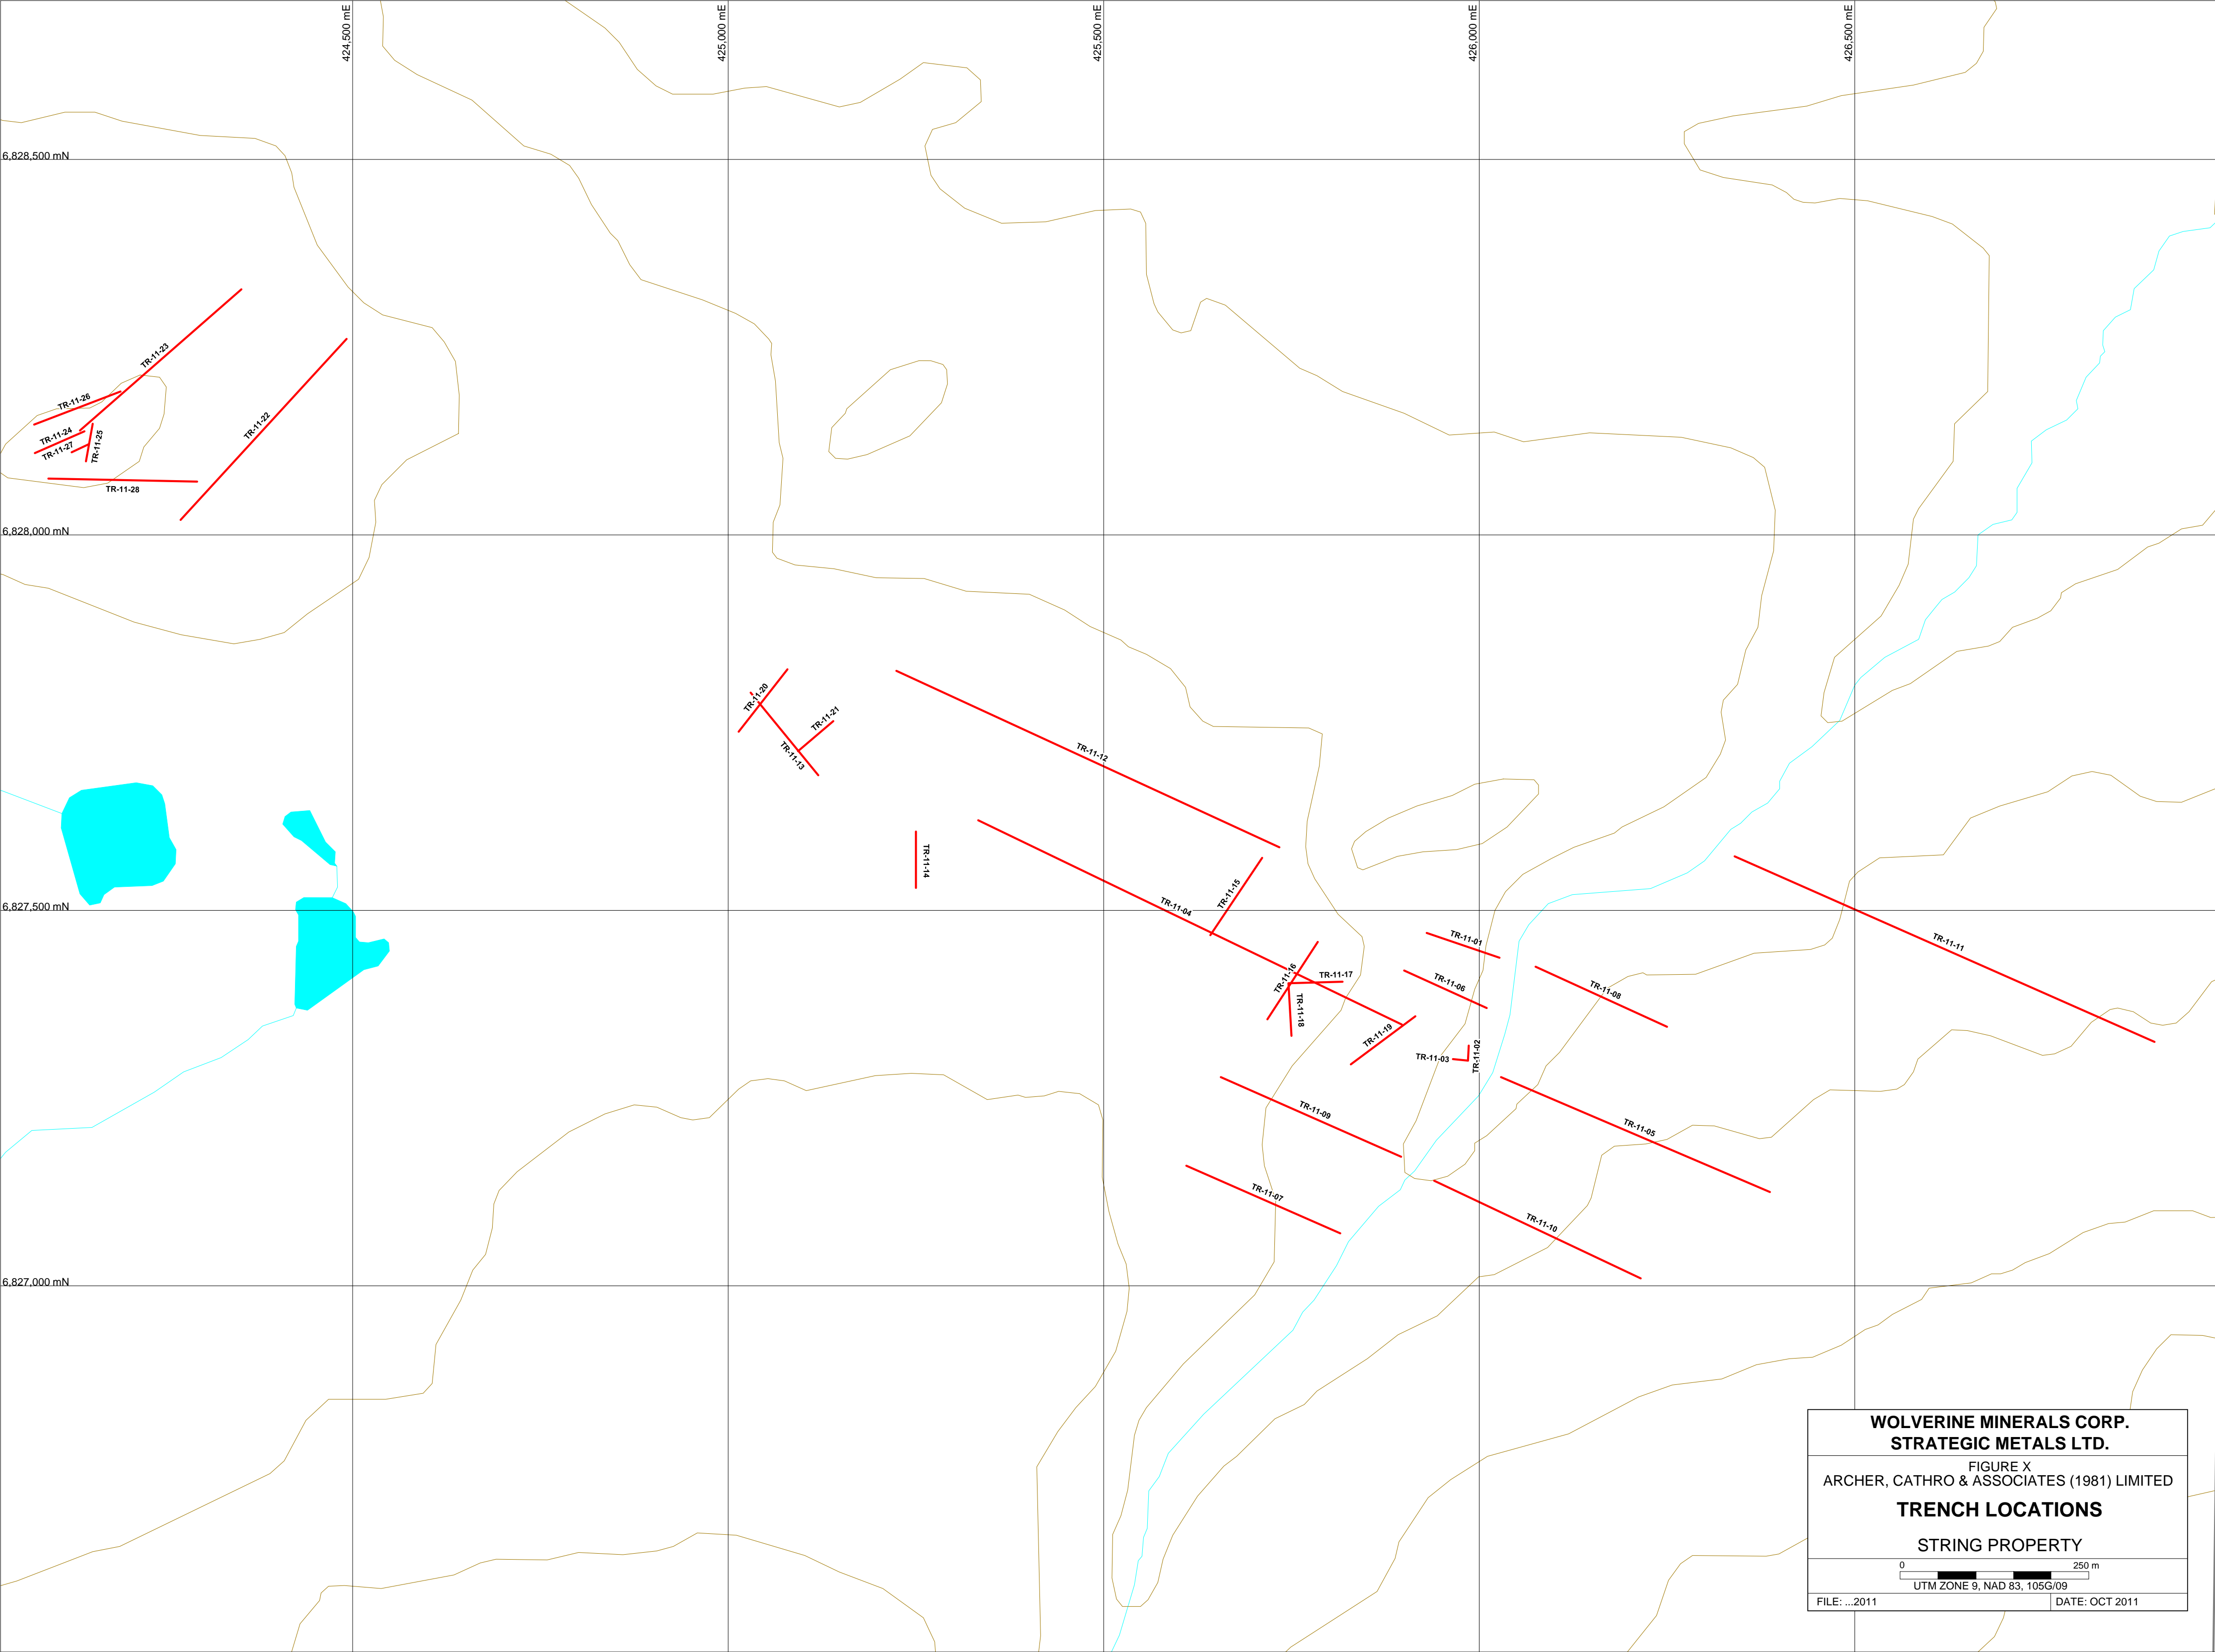 424,500 mE
425,000 mE
425,500 mE
426,000 mE
426,500 mE
6,828,500 mN
TR-11-23
TR-11-26
TR-11-22
TR-11-24
TR-11-25
TR-11-27
TR-11-28
6,828,000 mN
TR-11-20
TR-11-21
TR-11-13
TR-11-12
TR-11-14
TR-11-15
TR-11-04
6,827,500 mN
TR-11-01
TR-11-11
TR-11-16
TR-11-17
TR-11-06
TR-11-08
TR-11-18
TR-11-19
TR-11-02
TR-11-03
TR-11-09
TR-11-05
TR-11-07
TR-11-10
6,827,000 mN
WOLVERINE MINERALS CORP.
STRATEGIC METALS LTD.
FIGURE X
ARCHER, CATHRO & ASSOCIATES (1981) LIMITED
TRENCH LOCATIONS
STRING PROPERTY
0 250 m
UTM ZONE 9, NAD 83, 105G/09
FILE: ...2011 DATE: OCT 2011